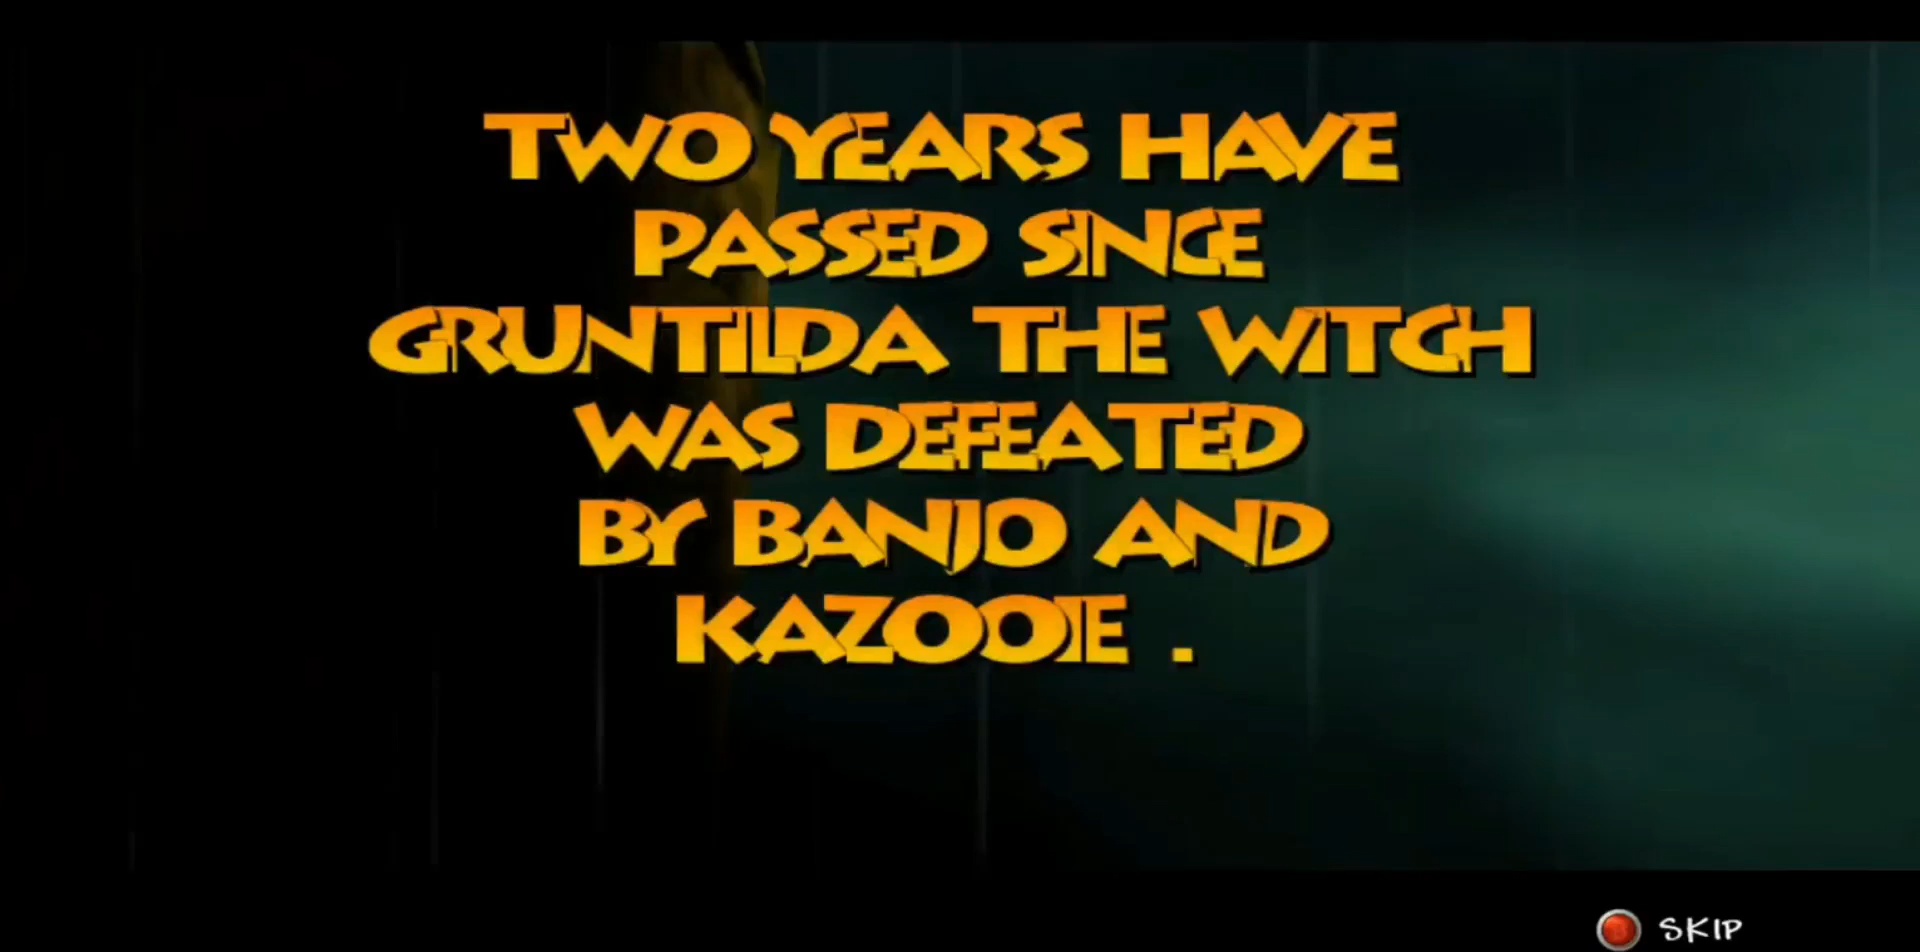 TWO YEARS HAVE
PASSED SINCE
GRUNTILDA THE WITCH
WAS DEFEATED
BY BANJO AND
KAZOOIE .
SKIP